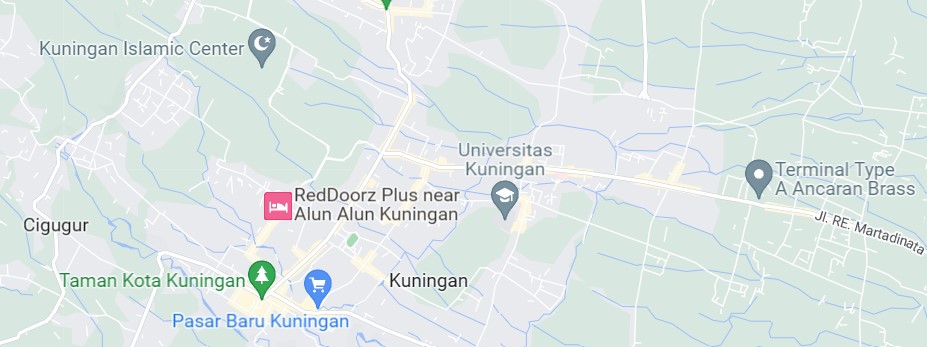 Kuningan Islamic Center
Universitas
Kuningan
Terminal Type
A Ancaran Brass
RedDoorz Plus near
Alun Alun Kuningan
Jl. RE. Martadinata
Cigugur
Taman Kota Kuningan
Kuningan
Pasar Baru Kuningan